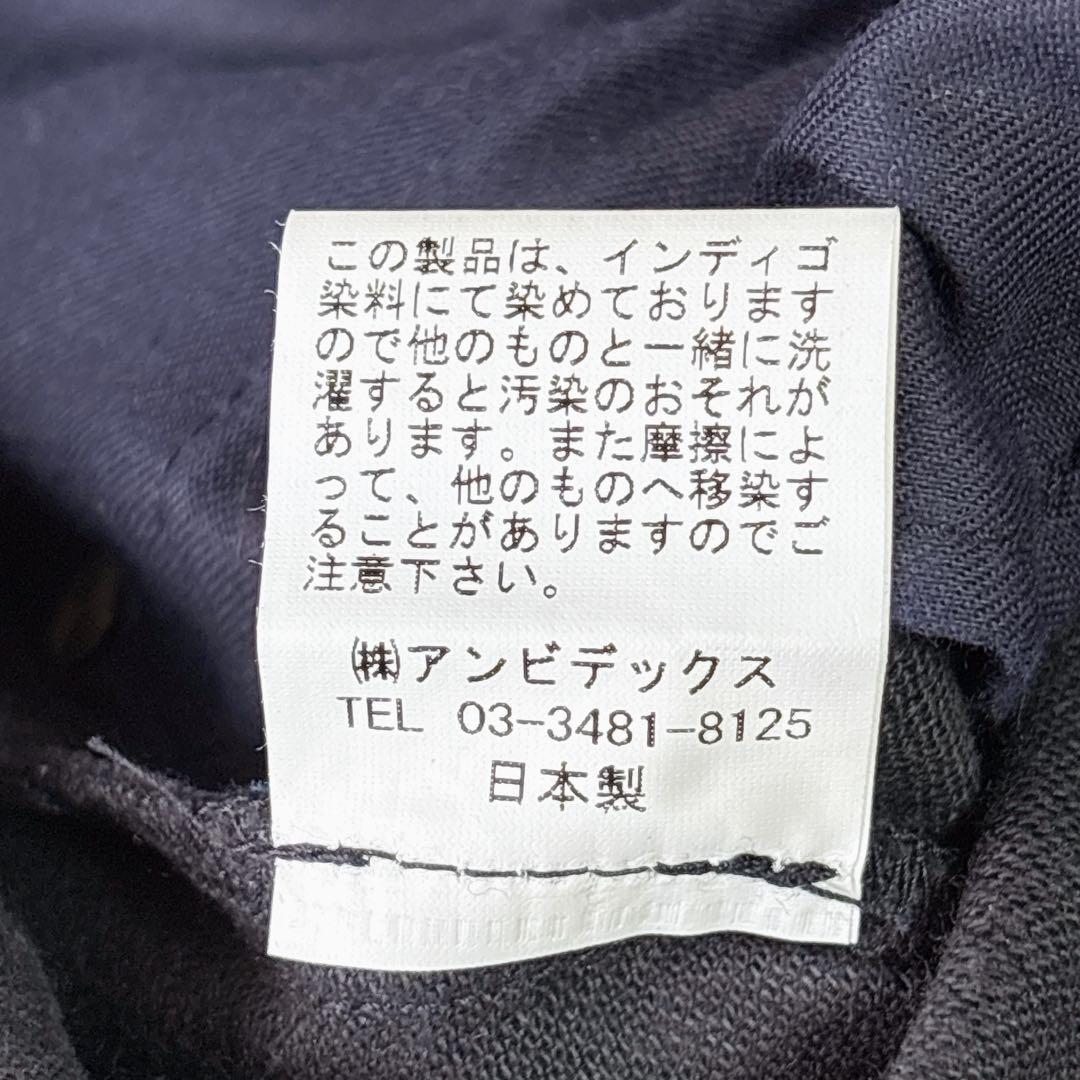 この製品は、インディゴ
染料にて染めております
ので他のものと一緒に洗
濯すると汚染のおそれが
あります。また摩擦によ
って、他のものへ移染す
ることがありますのでご
注意下さい。
㈱アンビデックス
TEL 03-3481-8125
日本製